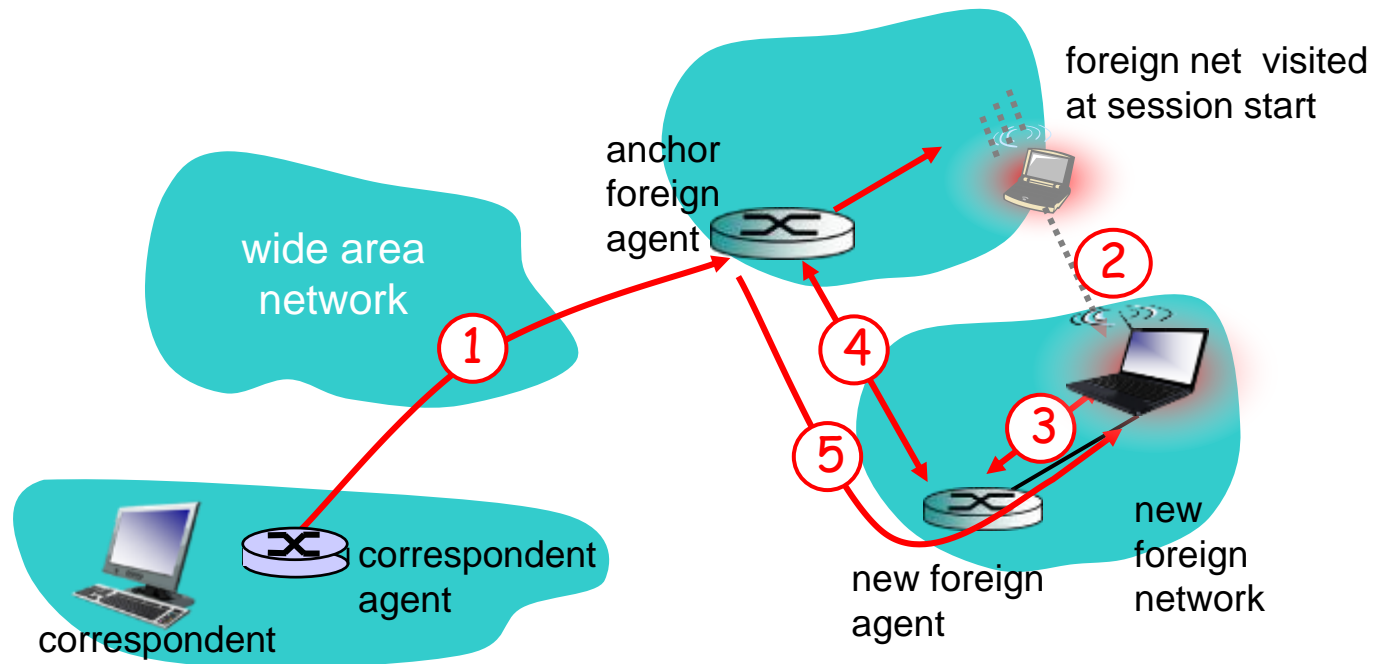 foreign net visited
at session start
anchor
foreign
agent
wide area
network
2
1
4
3
5
new
foreign
network
new foreign
agent
correspondent
agent
correspondent